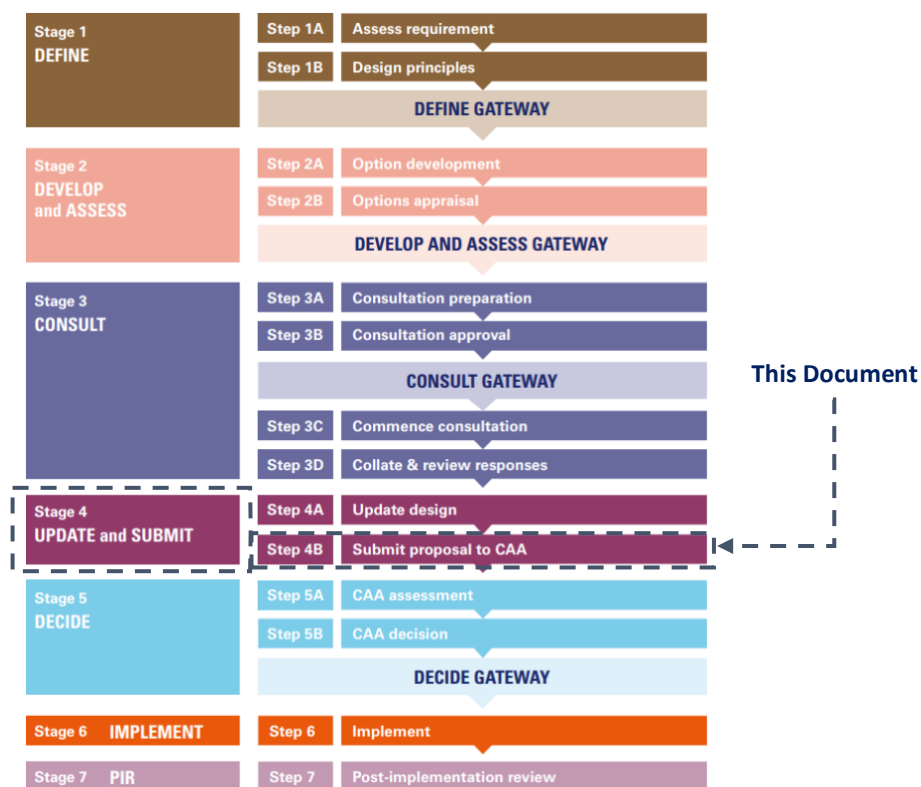 Stage 1
DEFINE
Step 1A Assess requirement
Step 1B Design principles
DEFINE GATEWAY
Stage 2
DEVELOP
and ASSESS
Step 2A Option development
Step 2B Options appraisal
DEVELOP AND ASSESS GATEWAY
Stage 3
CONSULT
Step 3A Consultation preparation
Step 3B Consultation approval
CONSULT GATEWAY
Step 3C Commence consultation
Step 3D Collate & review responses
This Document
Stage 4
UPDATE and SUBMIT
Step 4A Update design
Step 4B Submit proposal to CAA
Stage 5
DECIDE
Step 5A CAA assessment
Step 5B CAA decision
DECIDE GATEWAY
Stage 6 IMPLEMENT
Step 6 Implement
Stage 7 PIR
Step 7 Post-implementation review